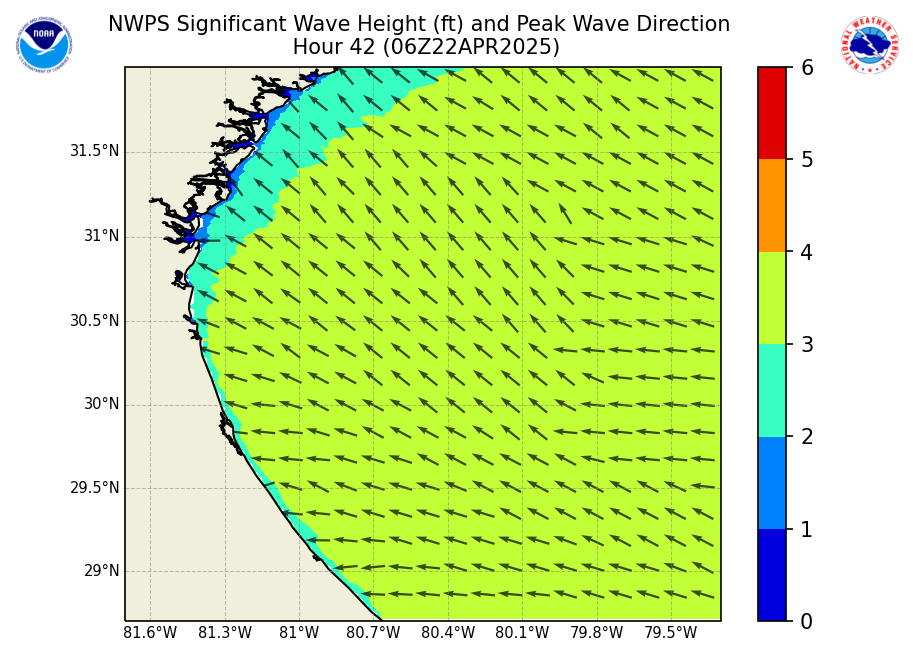 NWPS Significant Wave Height (ft) and Peak Wave Direction
Hour 42 (06Z22APR2025)
NOAA
NATIONAL WEATHER SERVICE
6
5
4
3
2
1
0
31.5°N
31°N
30.5°N
30°N
29.5°N
29°N
81.6°W 81.3°W 81°W 80.7°W 80.4°W 80.1°W 79.8°W 79.5°W